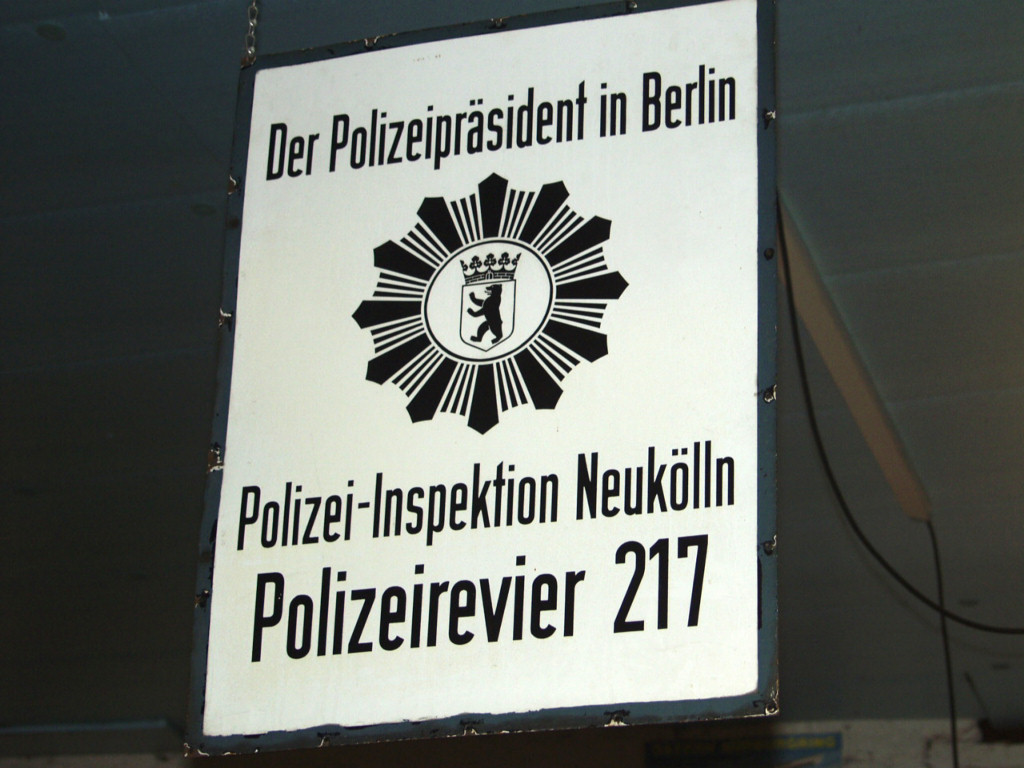 Der Polizeipräsident in Berlin
Polizei-Inspektion Neukölln
Polizeirevier 217